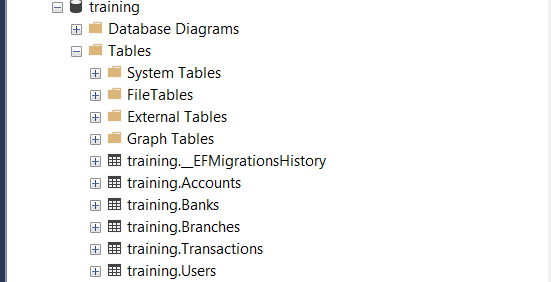 training
Database Diagrams
Tables
System Tables
FileTables
External Tables
Graph Tables
training.__EFMigrationsHistory
training.Accounts
training.Banks
training.Branches
training.Transactions
training.Users